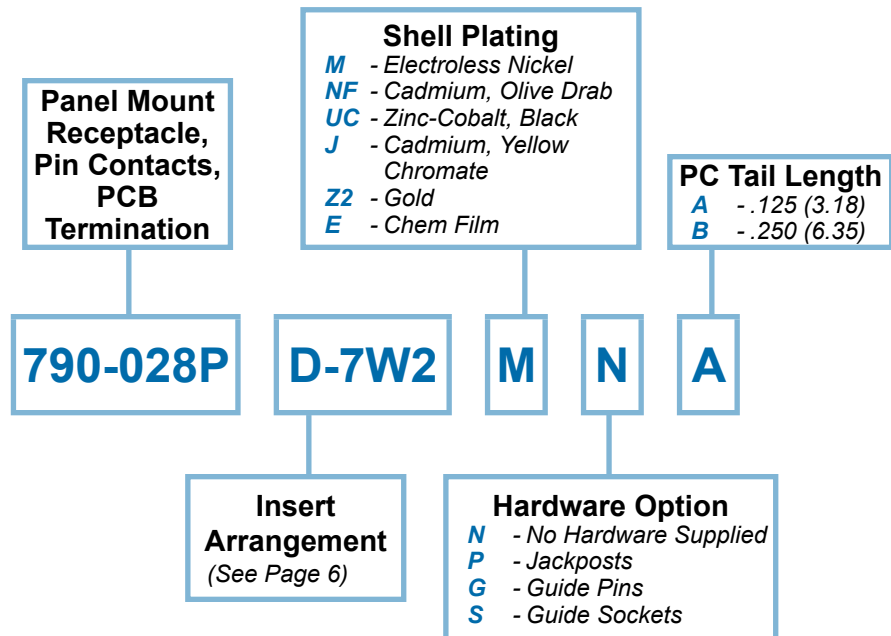 Panel Mount
Receptacle,
Pin Contacts,
PCB
Termination
Shell Plating
M - Electroless Nickel
NF - Cadmium, Olive Drab
UC - Zinc-Cobalt, Black
J - Cadmium, Yellow
Chromate
Z2 - Gold
E - Chem Film
PC Tail Length
A - .125 (3.18)
B - .250 (6.35)
790-028P D-7W2 M N A
Insert
Arrangement
(See Page 6)
Hardware Option
N - No Hardware Supplied
P - Jackposts
G - Guide Pins
S - Guide Sockets